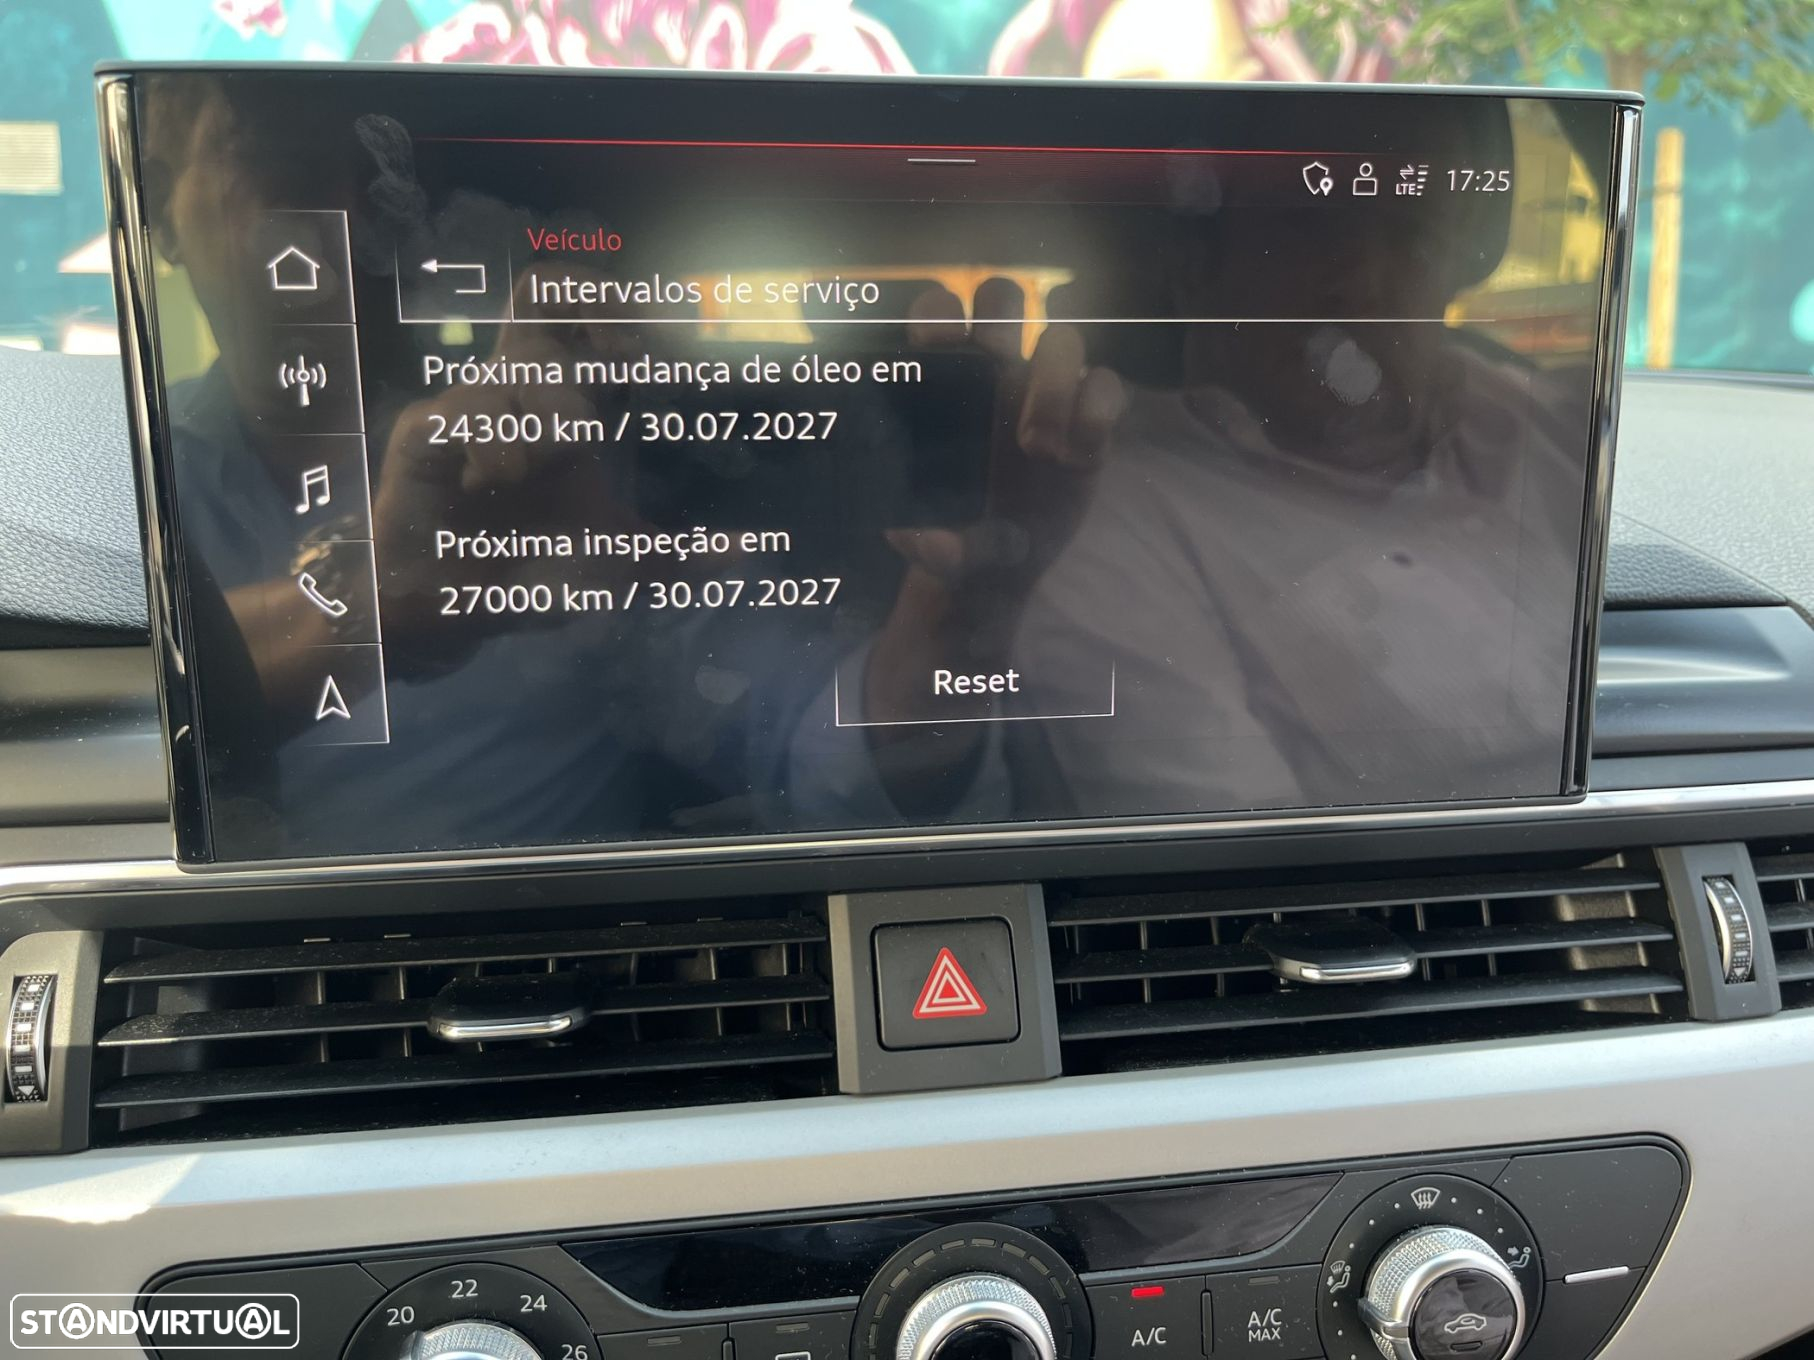 LTE 17:25
Veículo
Intervalos de serviço
Próxima mudança de óleo em
24300 km / 30.07.2027
Próxima inspeção em
27000 km / 30.07.2027
Reset
20 22 24 26
A/C
A/C MAX
STANDVIRTUAL